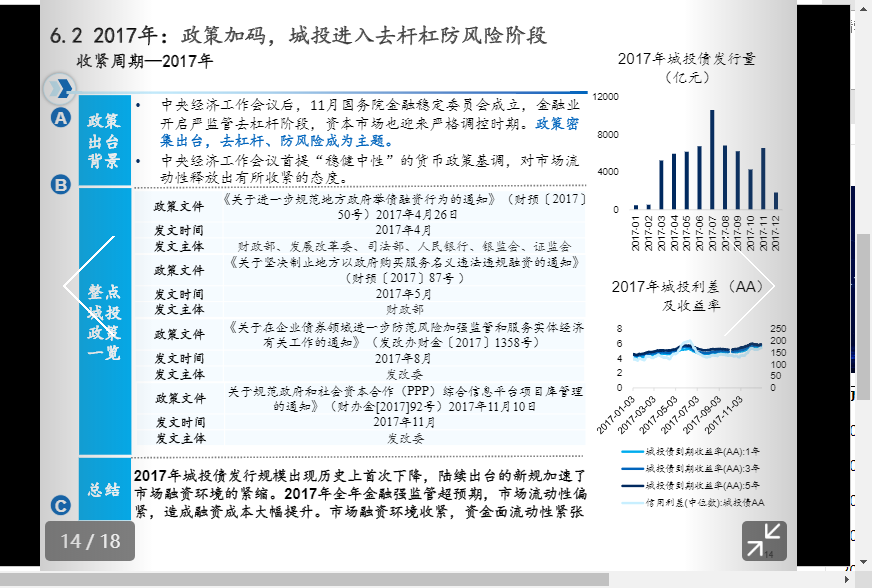 6.2 2017年：政策加码，城投进入去杠杆防风险阶段
收紧周期—2017年
A
政策
出台
背景
• 中央经济工作会议后，11月国务院金融稳定委员会成立，金融业
开启严监管去杠杆阶段，资本市场也迎来严格调控时期。政策密
集出台，去杠杆、防风险成为主题。
• 中央经济工作会议首提“稳健中性”的货币政策基调，对市场流
动性释放出有所收紧的态度。
B
整点
城投
政策
一览
政策文件 《关于进一步规范地方政府举债融资行为的通知》（财预〔2017〕
50号）2017年4月26日
发文时间 2017年4月
发文主体 财政部、发展改革委、司法部、人民银行、银监会、证监会
政策文件 《关于坚决制止地方以政府购买服务名义违法违规融资的通知》
（财预〔2017〕87号 ）
发文时间 2017年5月
发文主体 财政部
政策文件 《关于在企业债券领域进一步防范风险加强监管和服务实体经济
有关工作的通知》（发改办财金〔2017〕1358号）
发文时间 2017年8月
发文主体 发改委
政策文件 关于规范政府和社会资本合作（PPP）综合信息平台项目库管理
的通知》（财办金[2017]92号）2017年11月10日
发文时间 2017年11月
发文主体 发改委
C
总结
2017年城投债发行规模出现历史上首次下降，陆续出台的新规加速了
市场融资环境的紧缩。2017年全年金融强监管超预期，市场流动性偏
紧，造成融资成本大幅提升。市场融资环境收紧，资金面流动性紧张
2017年城投债发行量
（亿元）
12000
8000
4000
0
2017-01
2017-02
2017-03
2017-04
2017-05
2017-06
2017-07
2017-08
2017-09
2017-10
2017-11
2017-12
2017年城投利差（AA）
及收益率
8
6
4
2
0
250
200
150
100
50
0
2017-01-03
2017-03-03
2017-05-03
2017-07-03
2017-09-03
2017-11-03
城投债到期收益率(AA):1年
城投债到期收益率(AA):3年
城投债到期收益率(AA):5年
信用利差(中位数):城投债AA
14 / 18
14